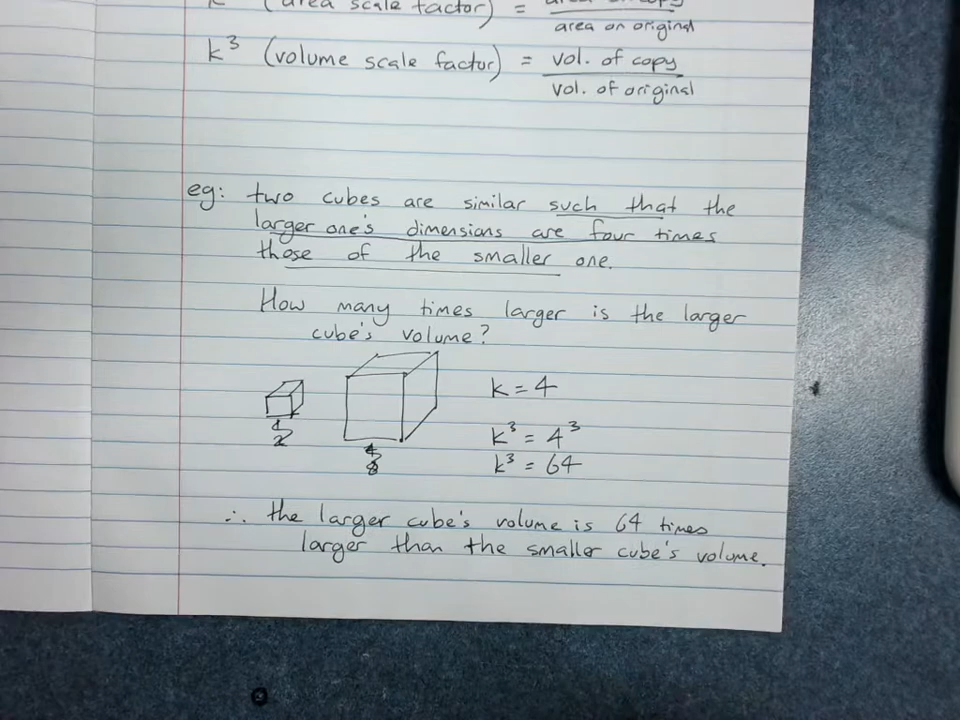 (area scale factor) =
area on original
k³ (volume scale factor) = vol. of copy
vol. of original
eg: two cubes are similar such that the
larger one's dimensions are four times
those of the smaller one.
How many times larger is the larger
cube's volume?
k = 4
k³ = 4³
2
8
k³ = 64
∴ the larger cube's volume is 64 times
larger than the smaller cube's volume.